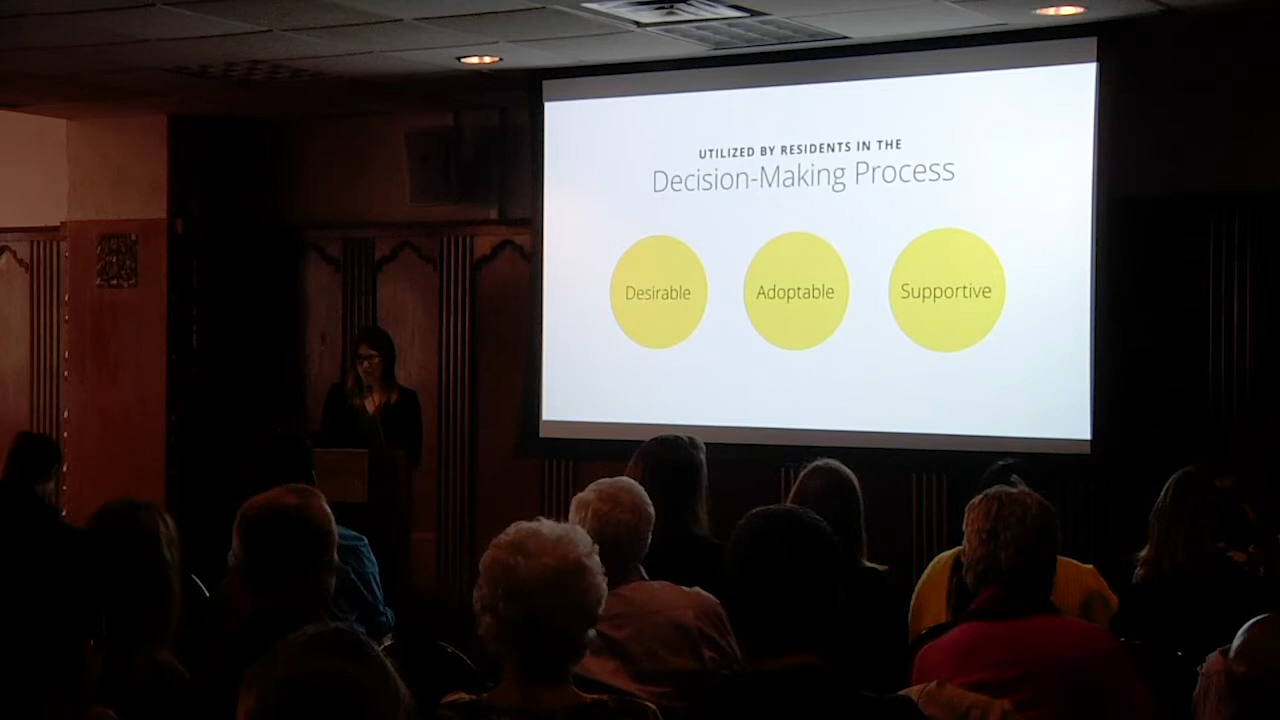 UTILIZED BY RESIDENTS IN THE
Decision-Making Process
Desirable
Adoptable
Supportive